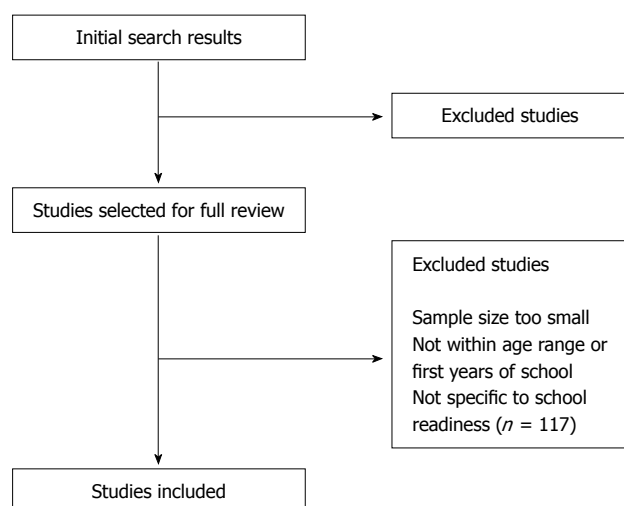 Initial search results
Excluded studies
Studies selected for full review
Excluded studies
Sample size too small
Not within age range or
first years of school
Not specific to school
readiness (n = 117)
Studies included